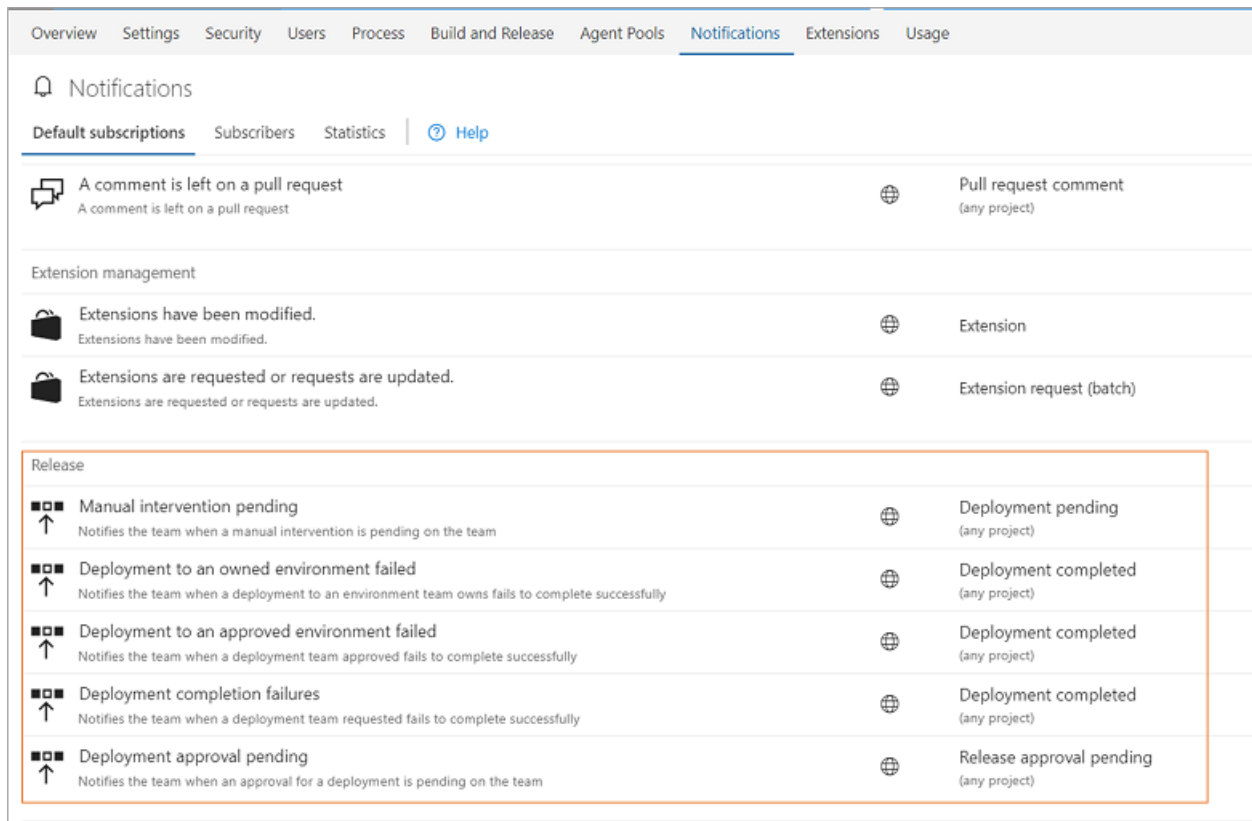 Overview Settings Security Users Process Build and Release Agent Pools Notifications Extensions Usage
Notifications
Default subscriptions Subscribers Statistics Help
A comment is left on a pull request Pull request comment
A comment is left on a pull request (any project)
Extension management
Extensions have been modified. Extension
Extensions have been modified.
Extensions are requested or requests are updated. Extension request (batch)
Extensions are requested or requests are updated.
Release
Manual intervention pending Deployment pending
Notifies the team when a manual intervention is pending on the team (any project)
Deployment to an owned environment failed Deployment completed
Notifies the team when a deployment to an environment team owns fails to complete successfully (any project)
Deployment to an approved environment failed Deployment completed
Notifies the team when a deployment team approved fails to complete successfully (any project)
Deployment completion failures Deployment completed
Notifies the team when a deployment team requested fails to complete successfully (any project)
Deployment approval pending Release approval pending
Notifies the team when an approval for a deployment is pending on the team (any project)